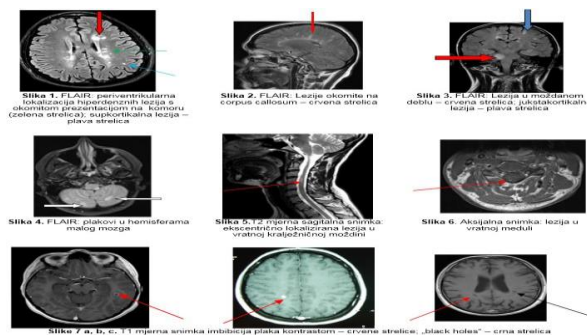 Slika 1. FLAIR: periventrikularna
lokalizacija hiperdenznih lezija s
okomitom prezentacijom na komoru
(zelena strelica); supkortikalna lezija –
plava strelica
Slika 2. FLAIR: Lezije okomite na
corpus callosum – crvena strelica
Slika 3. FLAIR: Lezija u moždanom
deblu – crvena strelica; jukstakortikalna
lezija – plava strelica
Slika 4. FLAIR: plakovi u hemisferama
malog mozga
Slika 5. T2 mjerna sagitalna snimka:
ekscentrično lokalizirana lezija u
vratnoj kralježničnoj moždini
Slika 6. Aksijalna snimka: lezija u
vratnoj meduli
Slike 7 a, b, c. T1 mjerna snimka imbibicija plaka kontrastom – crvene strelice; „black holes“ – crna strelica